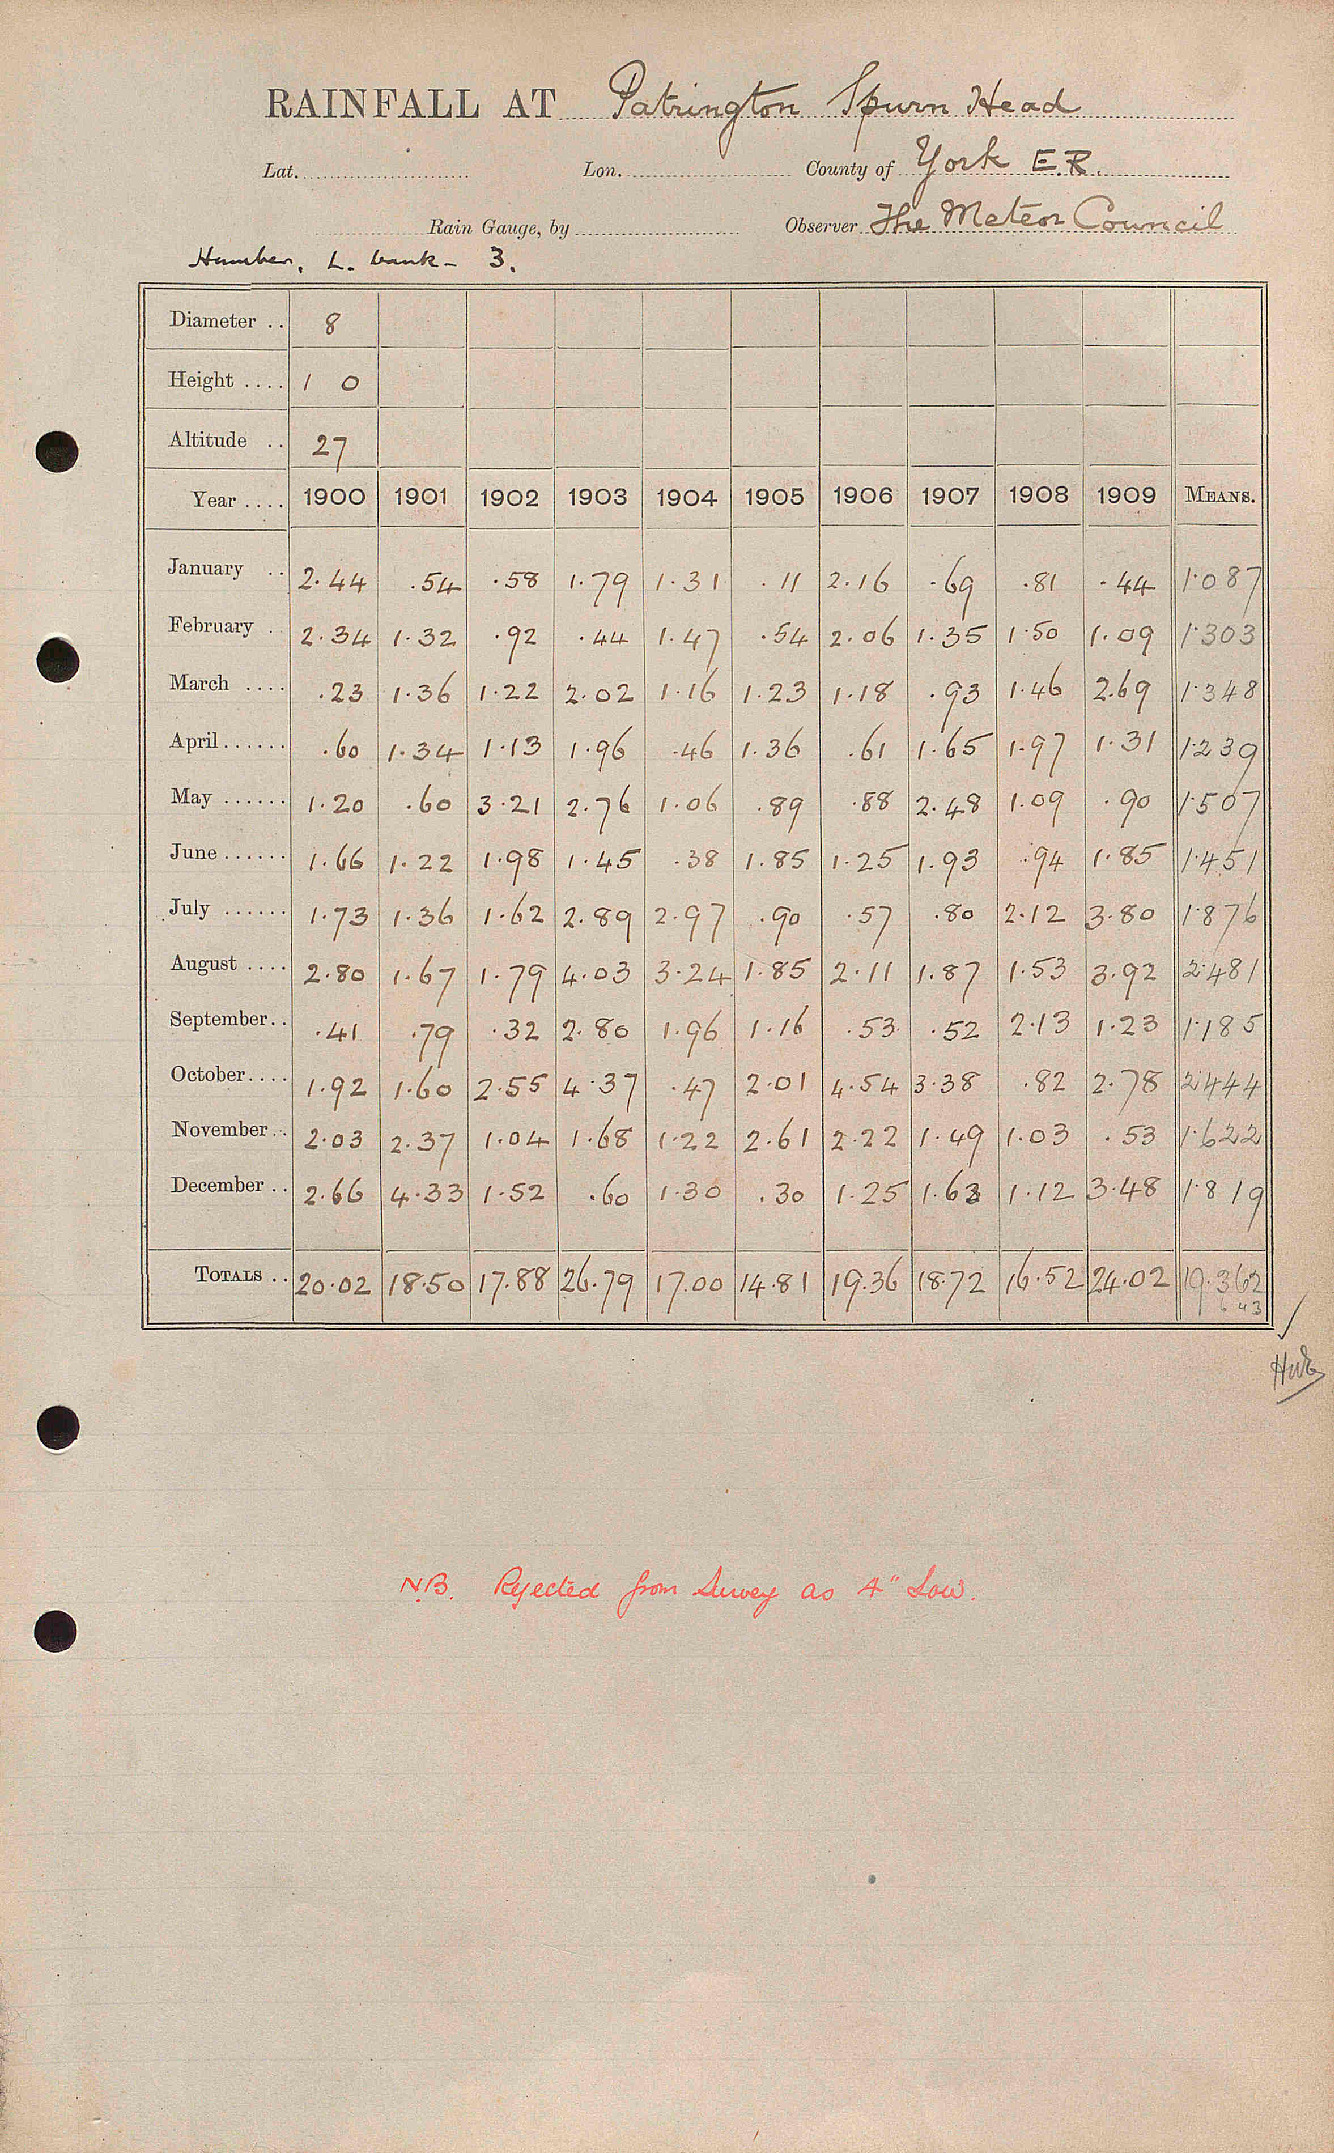 RAINFALL AT Patrington Spurn Head
Lat. Lon. County of York E.R.
Rain Gauge, by Observer The Meteor Council
Humber, L. bank - 3.
Diameter .. 8
Height .... 1 0
Altitude .. 27
Year .... 1900 1901 1902 1903 1904 1905 1906 1907 1908 1909 MEANS.
January .. 2.44 .54 .58 1.79 1.31 .11 2.16 .69 .81 .44 1.087
February .. 2.34 1.32 .92 .44 1.47 .54 2.06 1.35 1.50 1.09 1.303
March .... .23 1.36 1.22 2.02 1.16 1.23 1.18 .93 1.46 2.69 1.348
April...... .60 1.34 1.13 1.96 .46 1.36 .61 1.65 1.97 1.31 1.239
May ...... 1.20 .60 3.21 2.76 1.06 .89 .88 2.48 1.09 .90 1.507
June ...... 1.66 1.22 1.98 1.45 .38 1.85 1.25 1.93 .94 1.85 1.451
July ...... 1.73 1.36 1.62 2.89 2.97 .90 .57 .80 2.12 3.80 1.876
August .... 2.80 1.67 1.79 4.03 3.24 1.85 2.11 1.87 1.53 3.92 2.481
September.. .41 .79 .32 2.80 1.96 1.16 .53 .52 2.13 1.23 1.185
October.... 1.92 1.60 2.55 4.37 .47 2.01 4.54 3.38 .82 2.78 2.444
November .. 2.03 2.37 1.04 1.68 1.22 2.61 2.22 1.49 1.03 .53 1.622
December .. 2.66 4.33 1.52 .60 1.30 .30 1.25 1.63 1.12 3.48 1.819
TOTALS .. 20.02 18.50 17.88 26.79 17.00 14.81 19.36 18.72 16.52 24.02 19.362
N.B. Rejected from Survey as 4" Low.